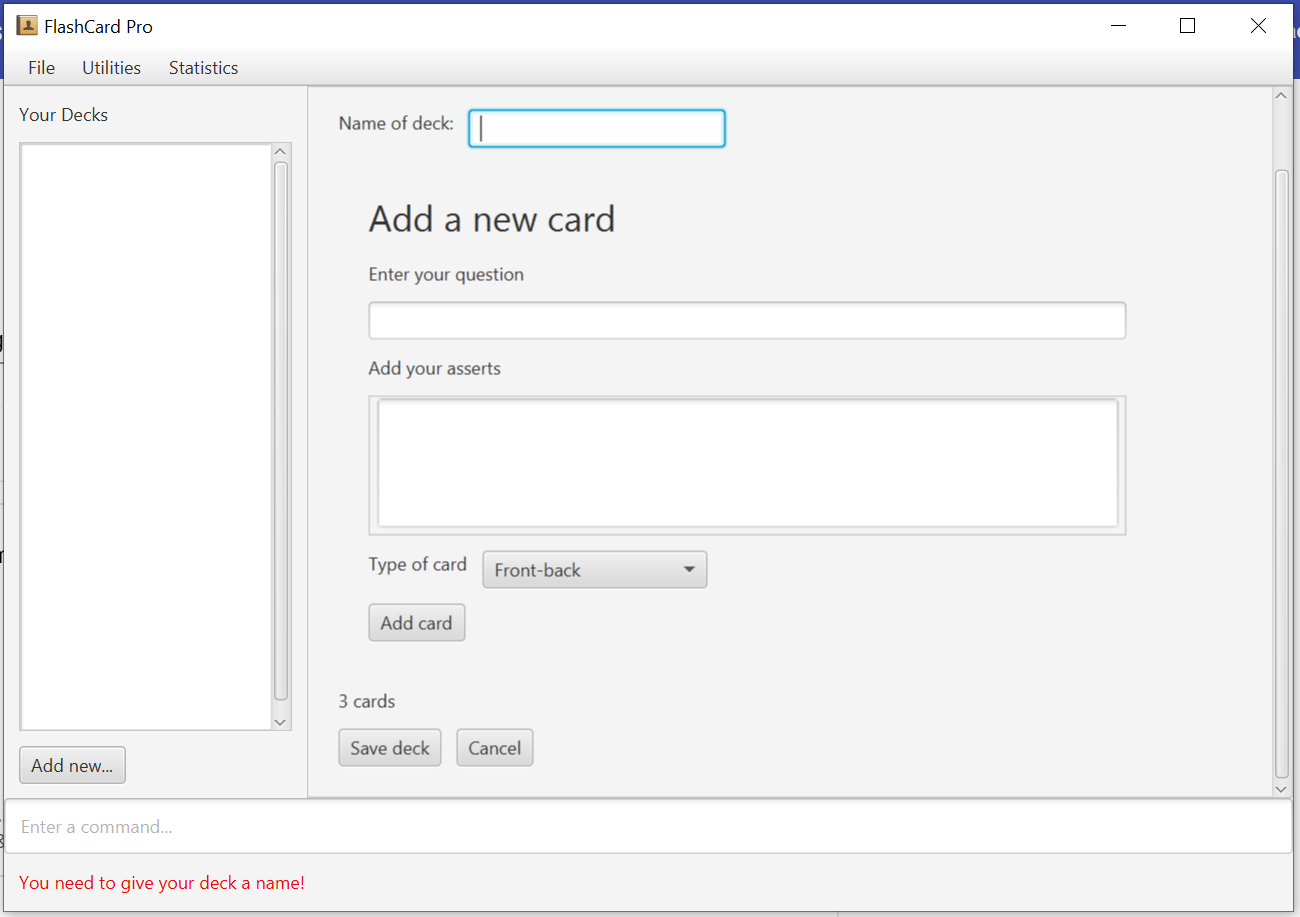 FlashCard Pro
File Utilities Statistics
Your Decks
Name of deck:
Add a new card
Enter your question
Add your asserts
Type of card Front-back
Add card
3 cards
Save deck Cancel
Add new...
Enter a command...
You need to give your deck a name!